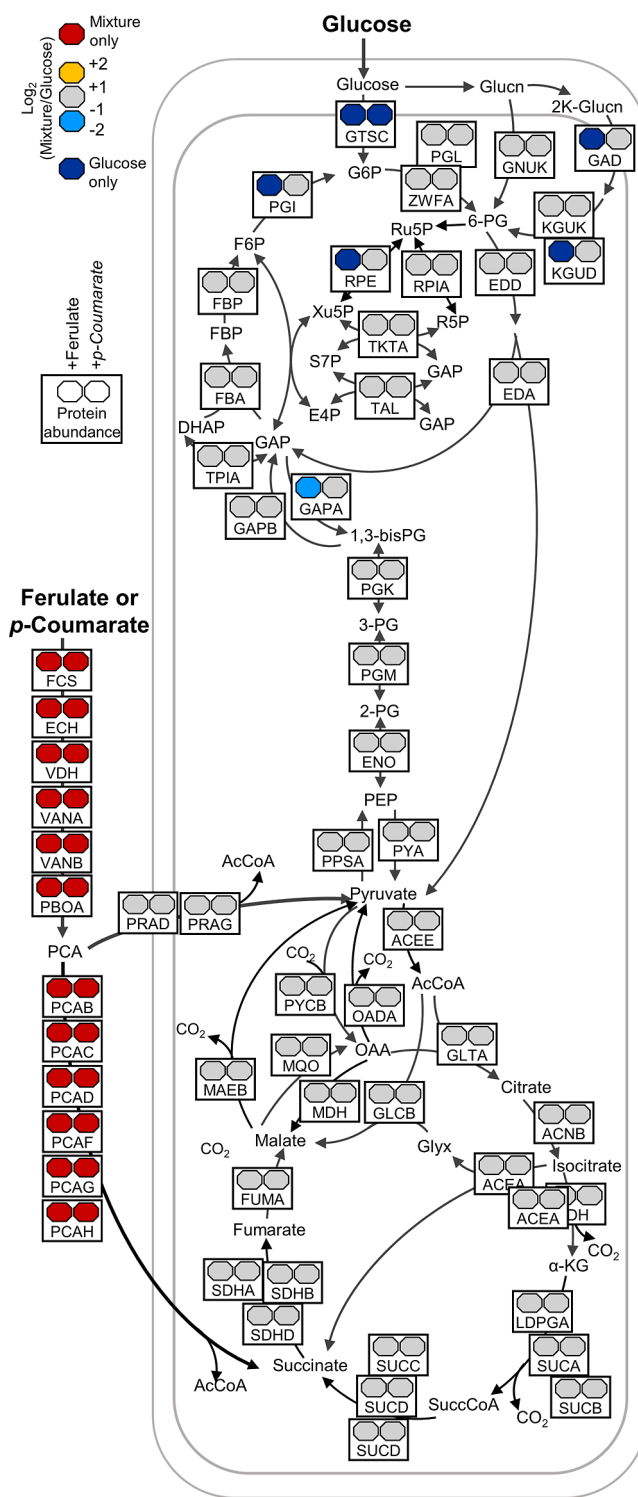 Glucose
Mixture
only
+2
+1
-1
-2
Log2
(Mixture/Glucose)
Glucose
only
+Ferulate
+p-Coumarate
Protein
abundance
Glucose
Glucn
2K-Glucn
GTSC
PGL
GNUK
GAD
G6P
ZWFA
PGI
KGUK
6-PG
Ru5P
F6P
KGUD
RPE
RPIA
EDD
FBP
Xu5P
R5P
FBP
TKTA
S7P
GAP
FBA
TAL
EDA
E4P
GAP
DHAP
GAP
TPIA
GAPA
GAPB
1,3-bisPG
PGK
3-PG
PGM
2-PG
ENO
PEP
PPSA
PYA
Ferulate or
p-Coumarate
FCS
ECH
VDH
VANA
VANB
PBOA
PCA
PRAD
PRAG
AcCoA
Pyruvate
ACEE
AcCoA
PCAB
PCAC
PCAD
PCAF
PCAG
PCAH
AcCoA
CO2
PYCB
CO2
OADA
CO2
MAEB
MQO
OAA
GLTA
MDH
GLCB
Citrate
ACNB
CO2
Malate
Glyx
Isocitrate
ACEA
ACEA
DH
FUMA
CO2
Fumarate
α-KG
SDHA
SDHB
SDHD
LDPGA
Succinate
SUCC
SUCA
SUCD
SuccCoA
SUCB
CO2
SUCD